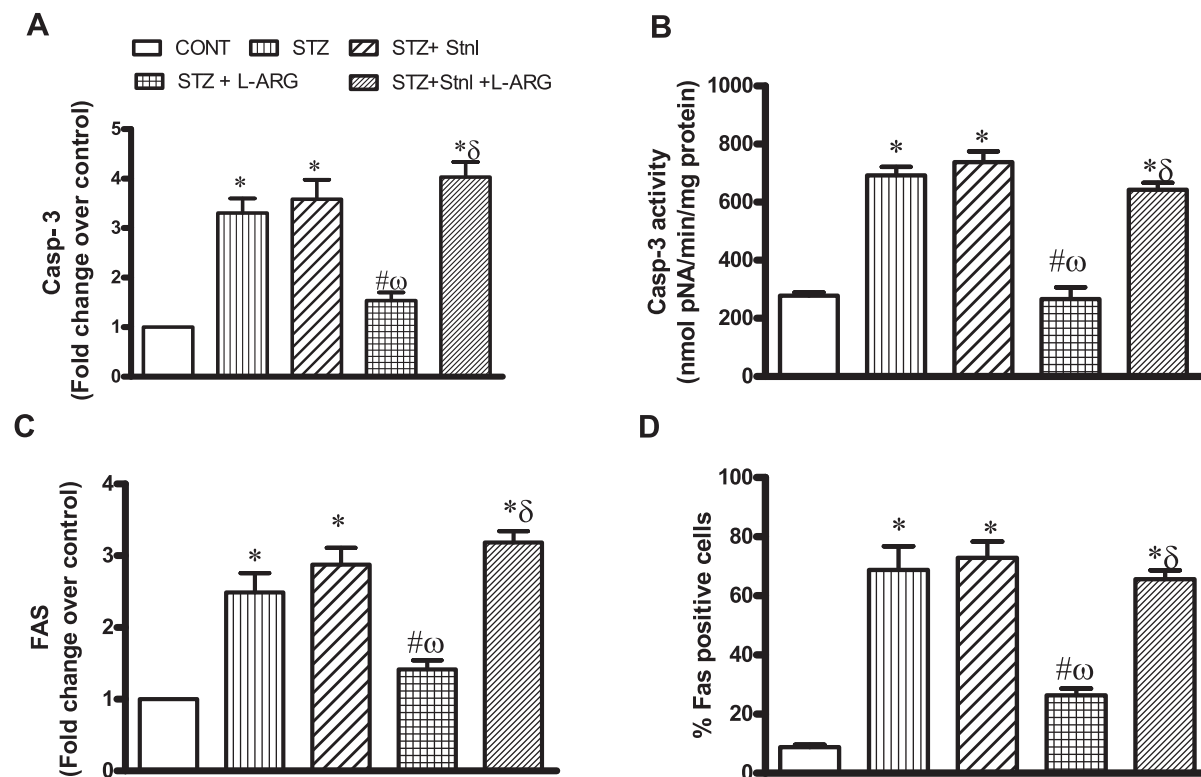 A
CONT STZ STZ+ Stnl
STZ + L-ARG STZ+Stnl +L-ARG
Casp- 3
(Fold change over control)
5
4
3
2
1
0
*
*
#ω
*δ
B
Casp-3 activity
(nmol pNA/min/mg protein)
1000
800
600
400
200
0
*
*
#ω
*δ
C
FAS
(Fold change over control)
4
3
2
1
0
*
*
#ω
*δ
D
% Fas positive cells
100
80
60
40
20
0
*
*
#ω
*δ